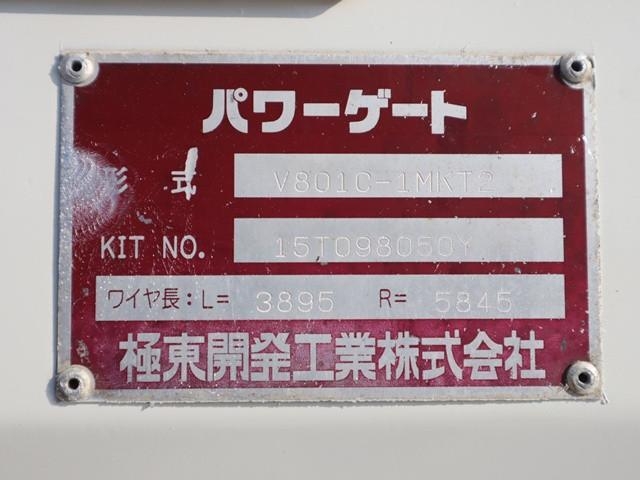 パワーゲート
形式 V801C-1MKT2
KIT NO. 15T098050Y
ワイヤ長:L= 3895 R= 5845
極東開発工業株式会社